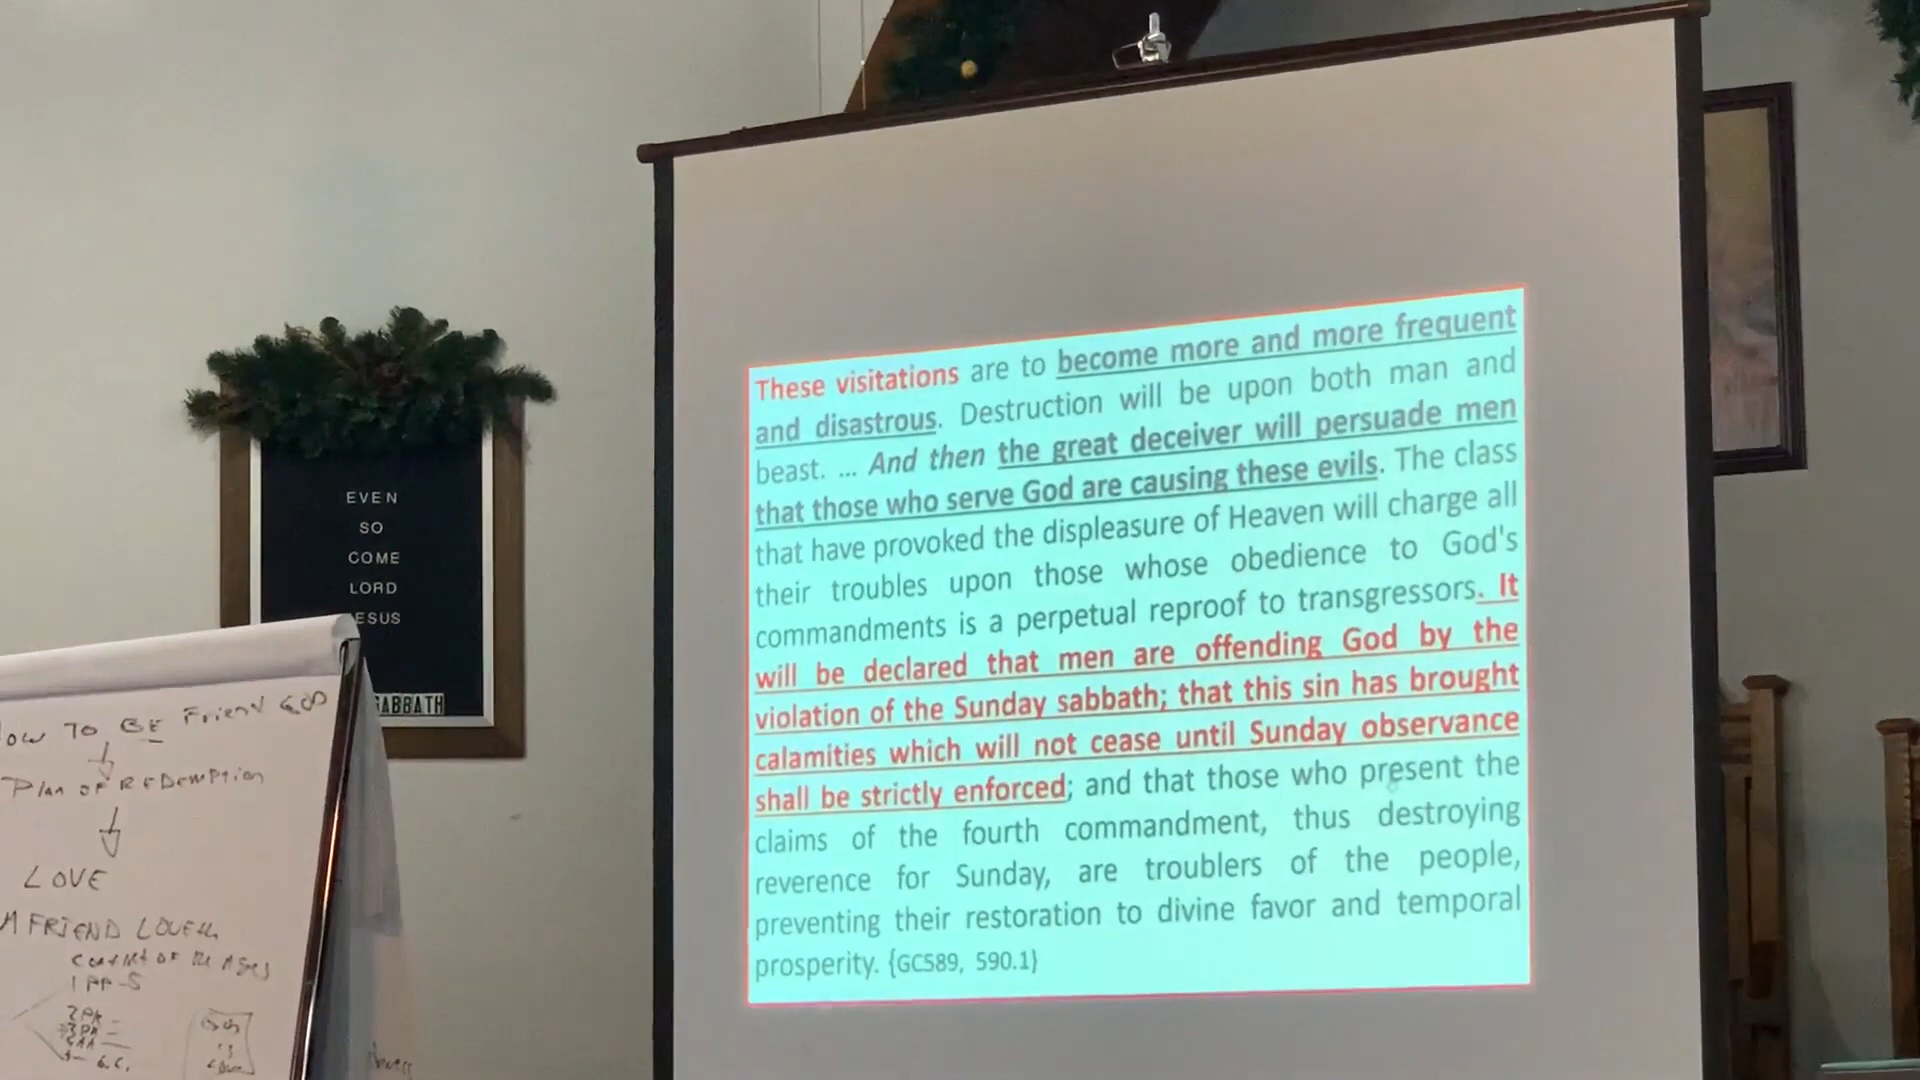 EVEN
SO
COME
LORD
ESUS
SABBATH
OW TO BE Friend GOD
Plan OF REDEMPTION
LOVE
FRIEND LOVEth
These visitations are to become more and more frequent
and disastrous. Destruction will be upon both man and
beast. ... And then the great deceiver will persuade men
that those who serve God are causing these evils. The class
that have provoked the displeasure of Heaven will charge all
their troubles upon those whose obedience to God's
commandments is a perpetual reproof to transgressors. It
will be declared that men are offending God by the
violation of the Sunday sabbath; that this sin has brought
calamities which will not cease until Sunday observance
shall be strictly enforced; and that those who present the
claims of the fourth commandment, thus destroying
reverence for Sunday, are troublers of the people,
preventing their restoration to divine favor and temporal
prosperity. {GC589, 590.1}